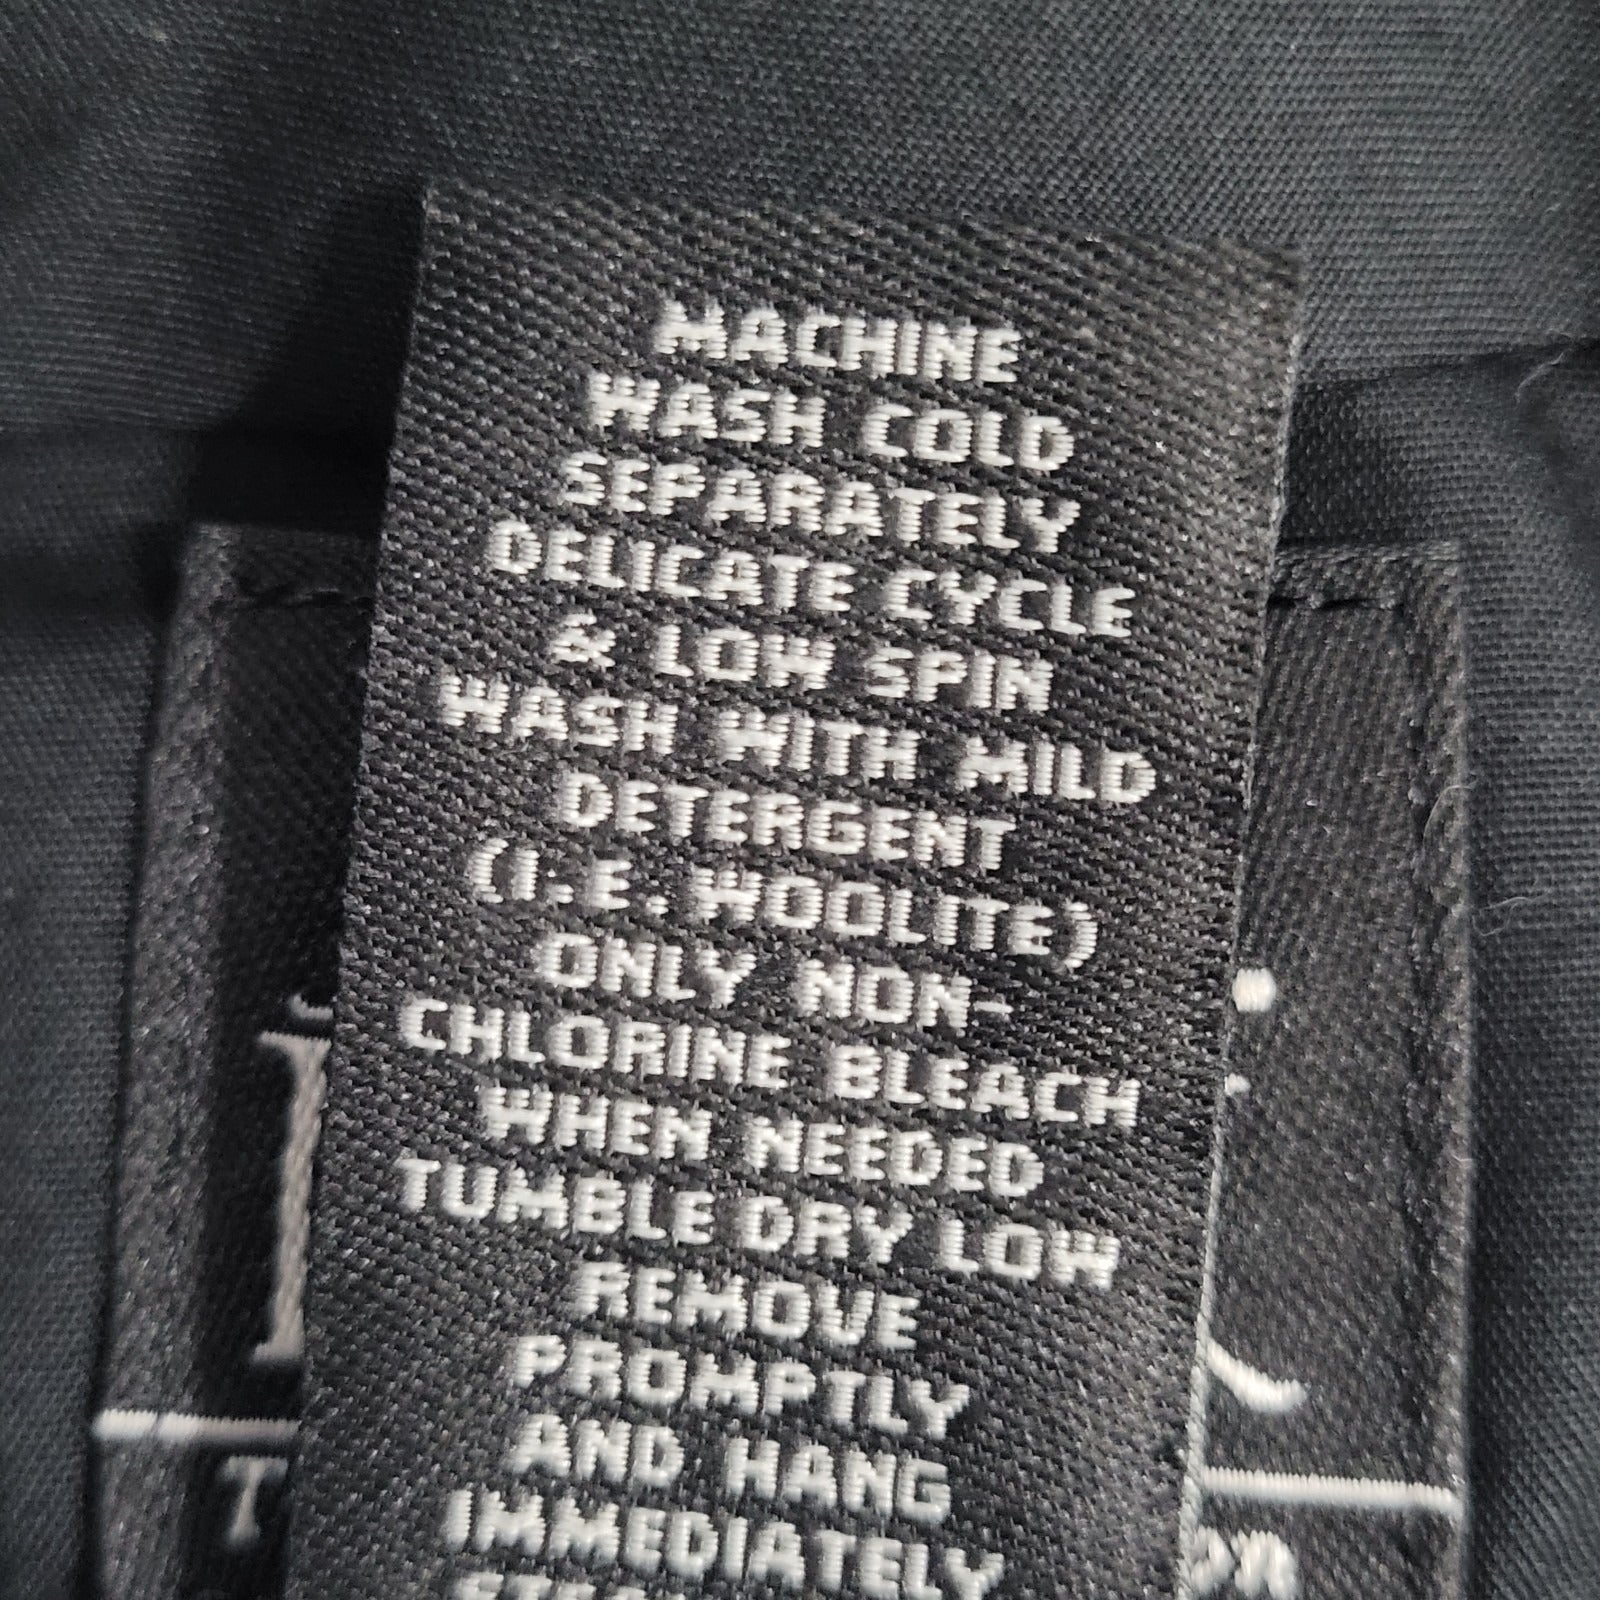 MACHINE
WASH COLD
SEPARATELY
DELICATE CYCLE
& LOW SPIN
WASH WITH MILD
DETERGENT
(I.E. WOOLITE)
ONLY NON-
CHLORINE BLEACH
WHEN NEEDED
TUMBLE DRY LOW
REMOVE
PROMPTLY
AND HANG
IMMEDIATELY